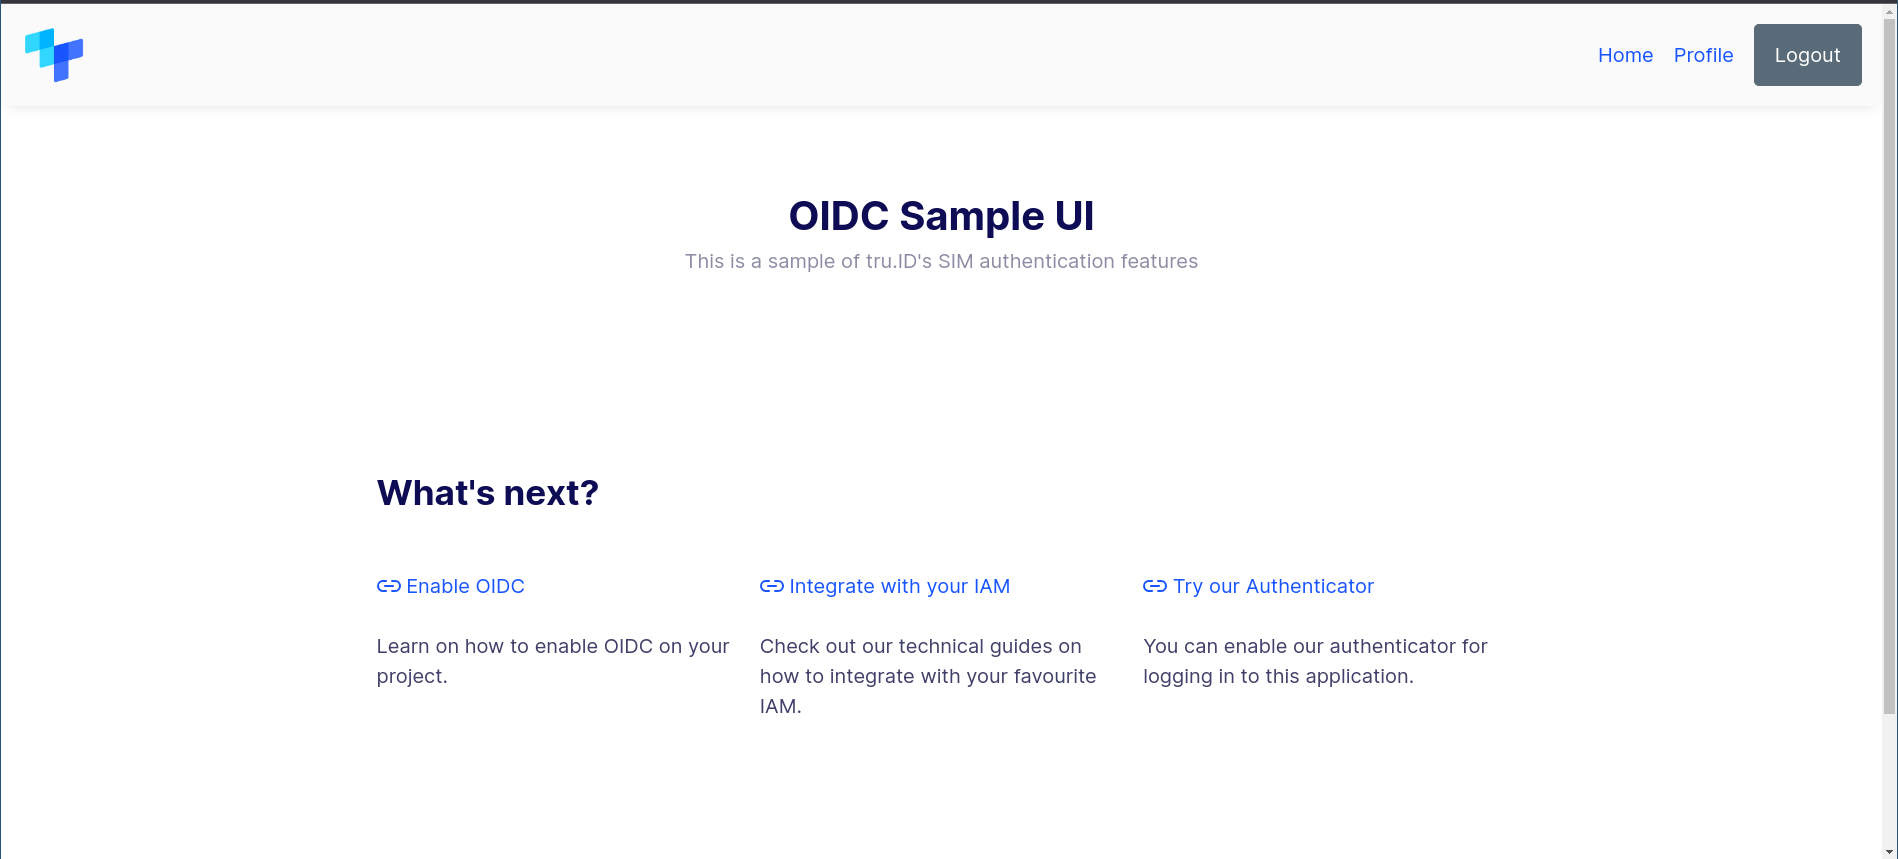 Home Profile Logout
OIDC Sample UI
This is a sample of tru.ID's SIM authentication features
What's next?
Enable OIDC
Learn on how to enable OIDC on your
project.
Integrate with your IAM
Check out our technical guides on
how to integrate with your favourite
IAM.
Try our Authenticator
You can enable our authenticator for
logging in to this application.